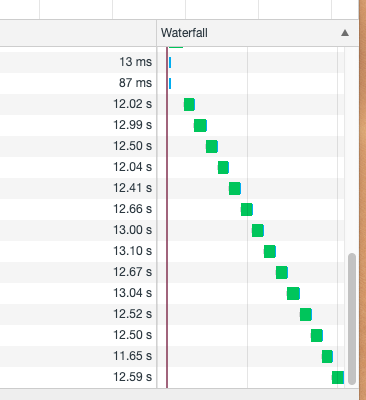 Waterfall ▲
13 ms
87 ms
12.02 s
12.99 s
12.50 s
12.04 s
12.41 s
12.66 s
13.00 s
13.10 s
12.67 s
13.04 s
12.52 s
12.50 s
11.65 s
12.59 s